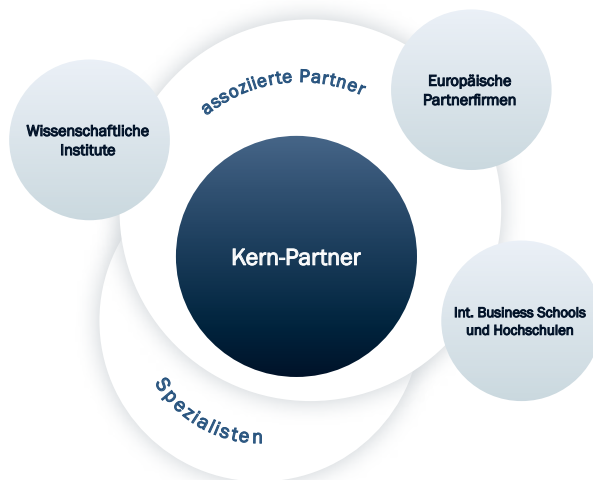 assoziierte Partner
Europäische
Partnerfirmen
Wissenschaftliche
Institute
Kern-Partner
Int. Business Schools
und Hochschulen
Spezialisten